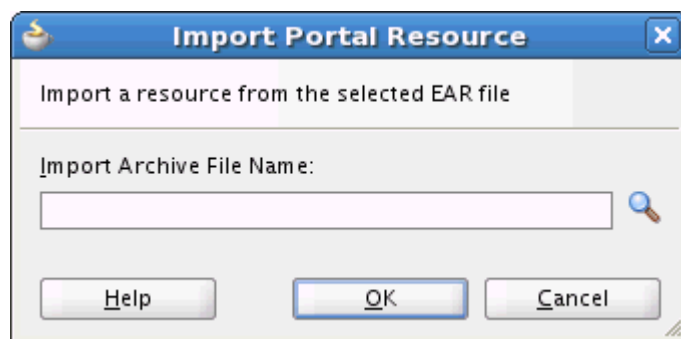 Import Portal Resource
Import a resource from the selected EAR file
Import Archive File Name:
Help OK Cancel